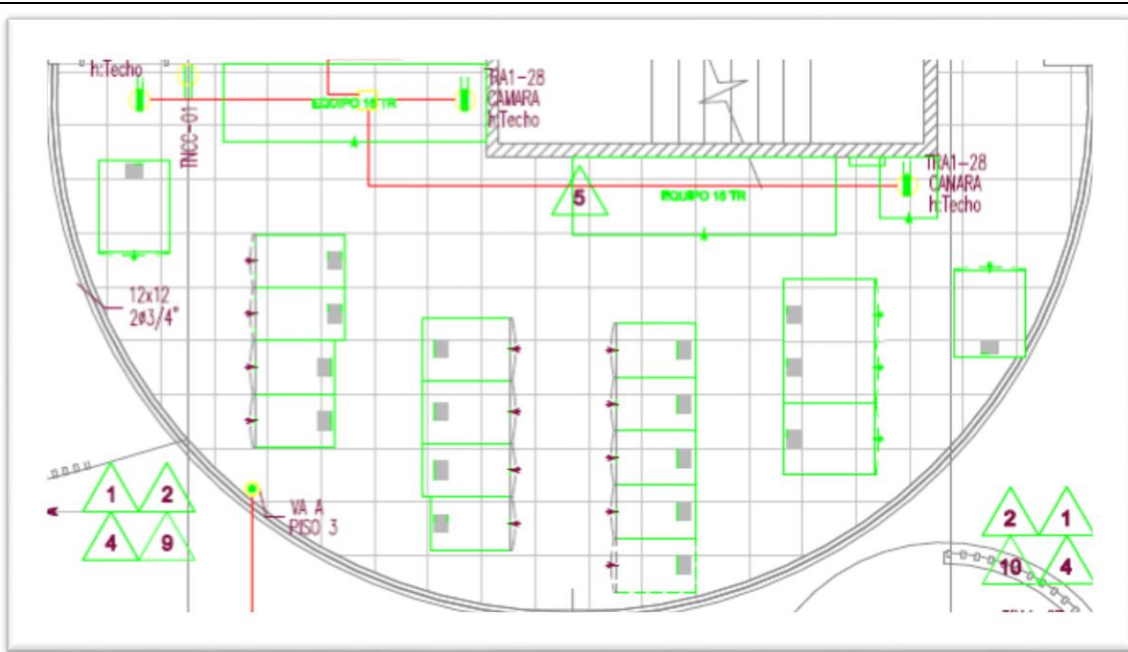 h:Techo
TNCC-01
EQUIPO 15 TR
TRA1-28
CAMARA
h:Techo
5
EQUIPO 15 TR
TRA1-28
CAMARA
h:Techo
12x12
2ø3/4"
1
2
4
9
VA A
PISO 3
2
1
10
4